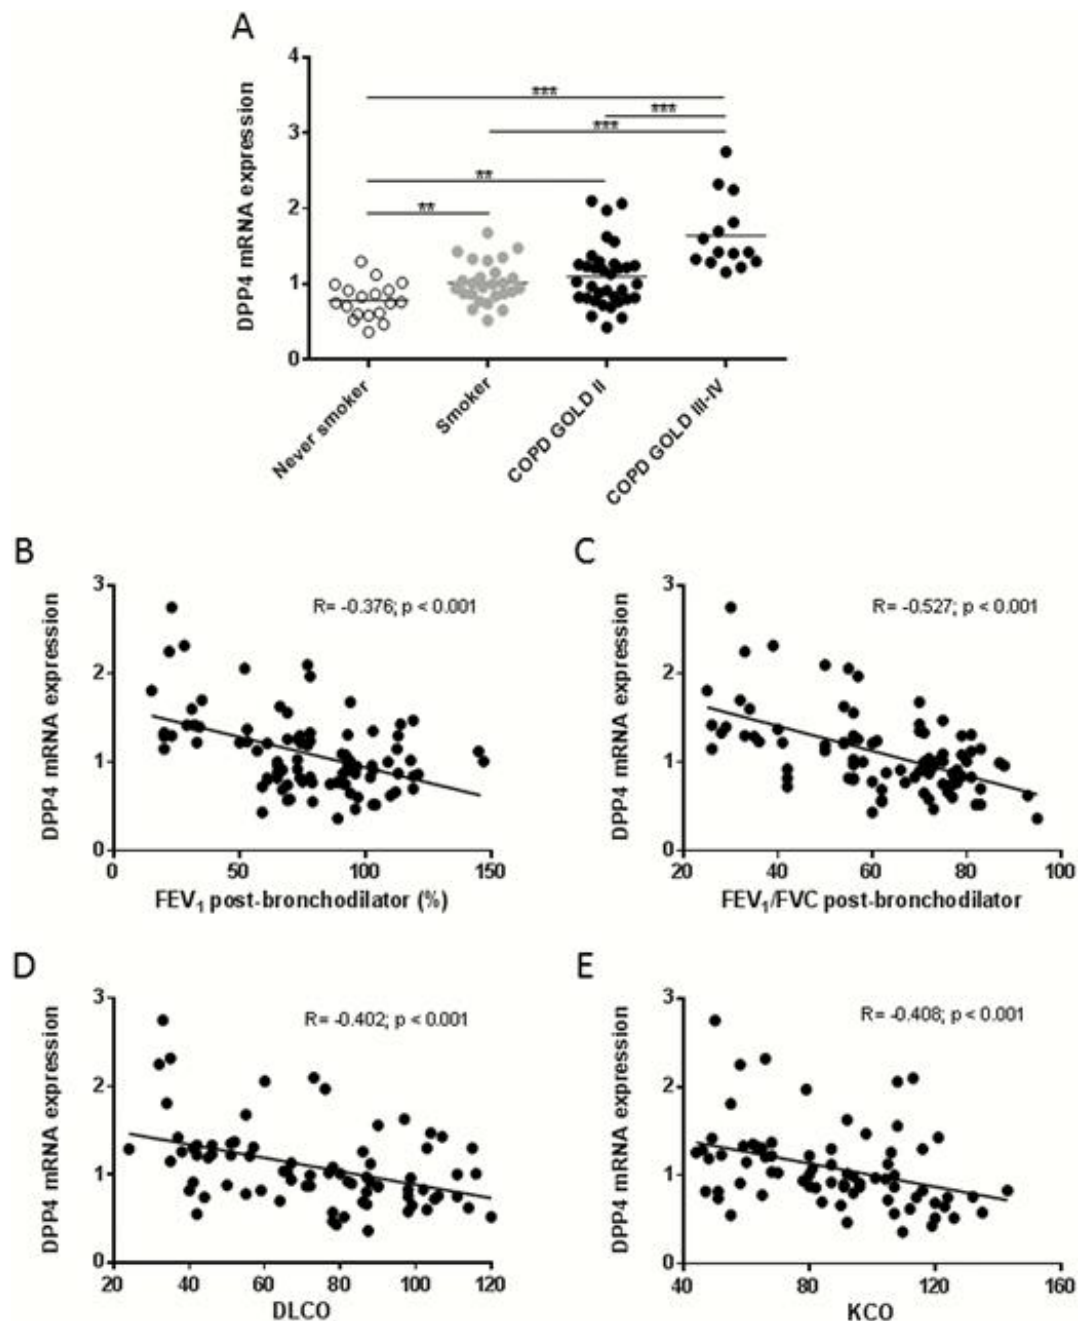 A
DPP4 mRNA expression
4
3
2
1
0
***
***
***
**
**
Never smoker
Smoker
COPD GOLD II
COPD GOLD III-IV
B
DPP4 mRNA expression
3
2
1
0
R= -0.376; p < 0.001
0 50 100 150
FEV₁ post-bronchodilator (%)
C
DPP4 mRNA expression
3
2
1
0
R= -0.527; p < 0.001
20 40 60 80 100
FEV₁/FVC post-bronchodilator
D
DPP4 mRNA expression
3
2
1
0
R= -0.402; p < 0.001
20 40 60 80 100 120
DLCO
E
DPP4 mRNA expression
3
2
1
0
R= -0.408; p < 0.001
40 80 120 160
KCO